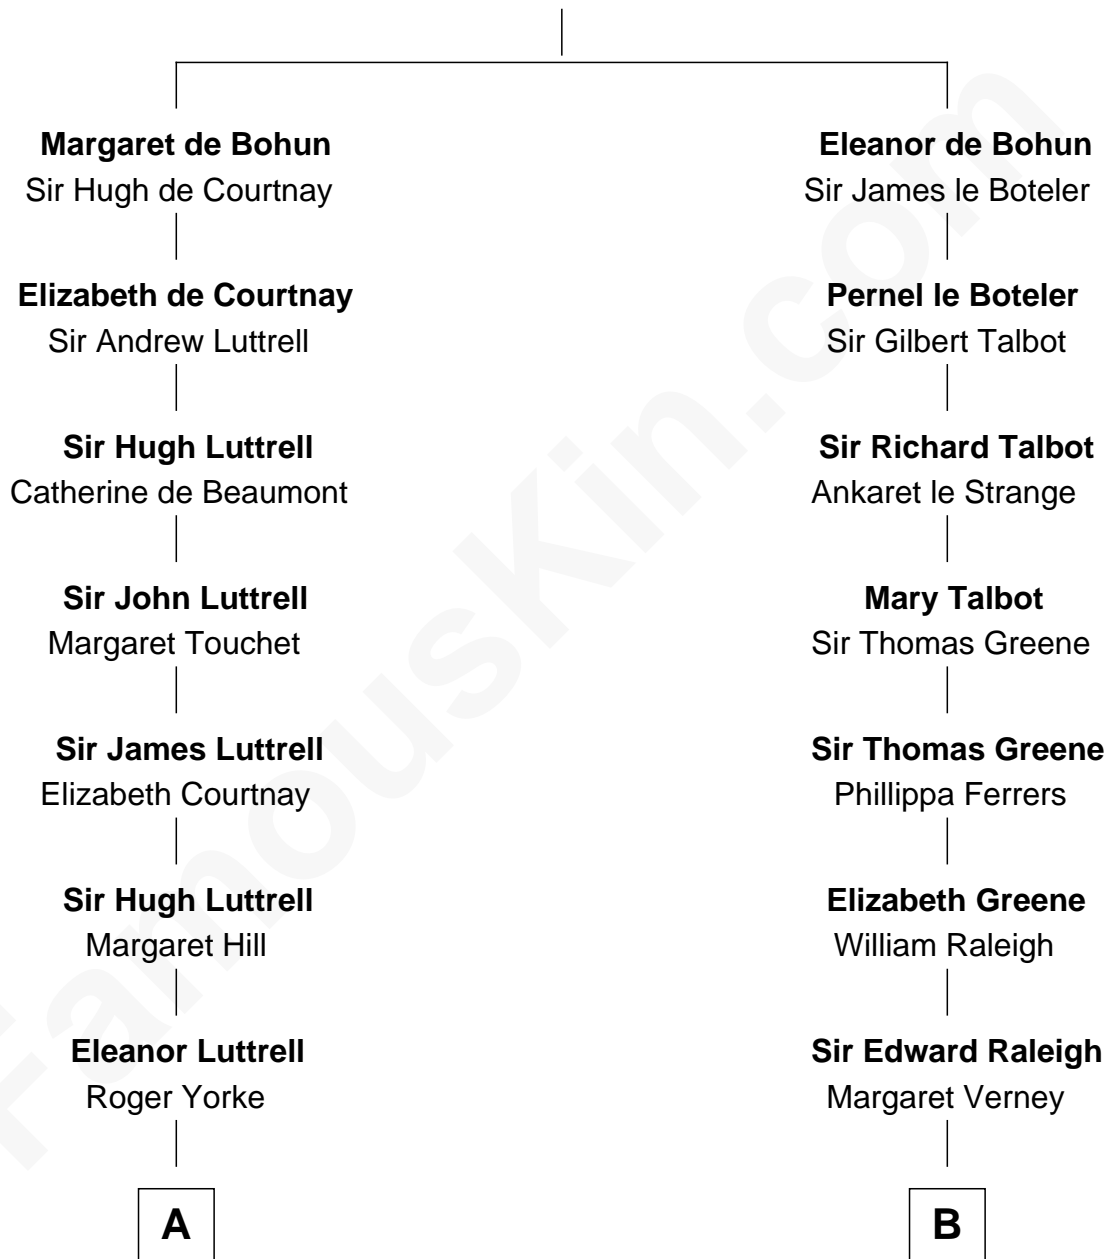 Margaret de Bohun
Sir Hugh de Courtnay
Eleanor de Bohun
Sir James le Boteler
Elizabeth de Courtnay
Sir Andrew Luttrell
Pernel le Boteler
Sir Gilbert Talbot
Sir Hugh Luttrell
Catherine de Beaumont
Sir Richard Talbot
Ankaret le Strange
Sir John Luttrell
Margaret Touchet
Mary Talbot
Sir Thomas Greene
Sir James Luttrell
Elizabeth Courtnay
Sir Thomas Greene
Phillippa Ferrers
Sir Hugh Luttrell
Margaret Hill
Elizabeth Greene
William Raleigh
Eleanor Luttrell
Roger Yorke
Sir Edward Raleigh
Margaret Verney
A
B
FamousKin.com